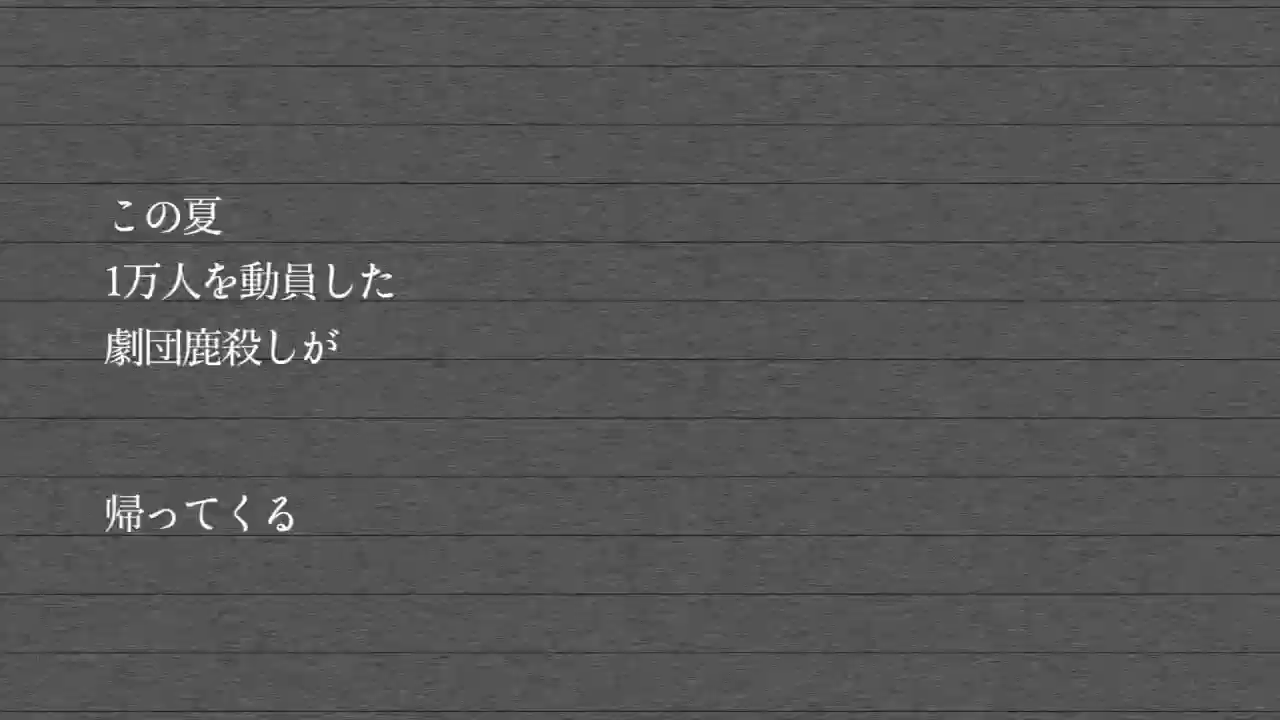 この夏
1万人を動員した
劇団鹿殺しが
帰ってくる